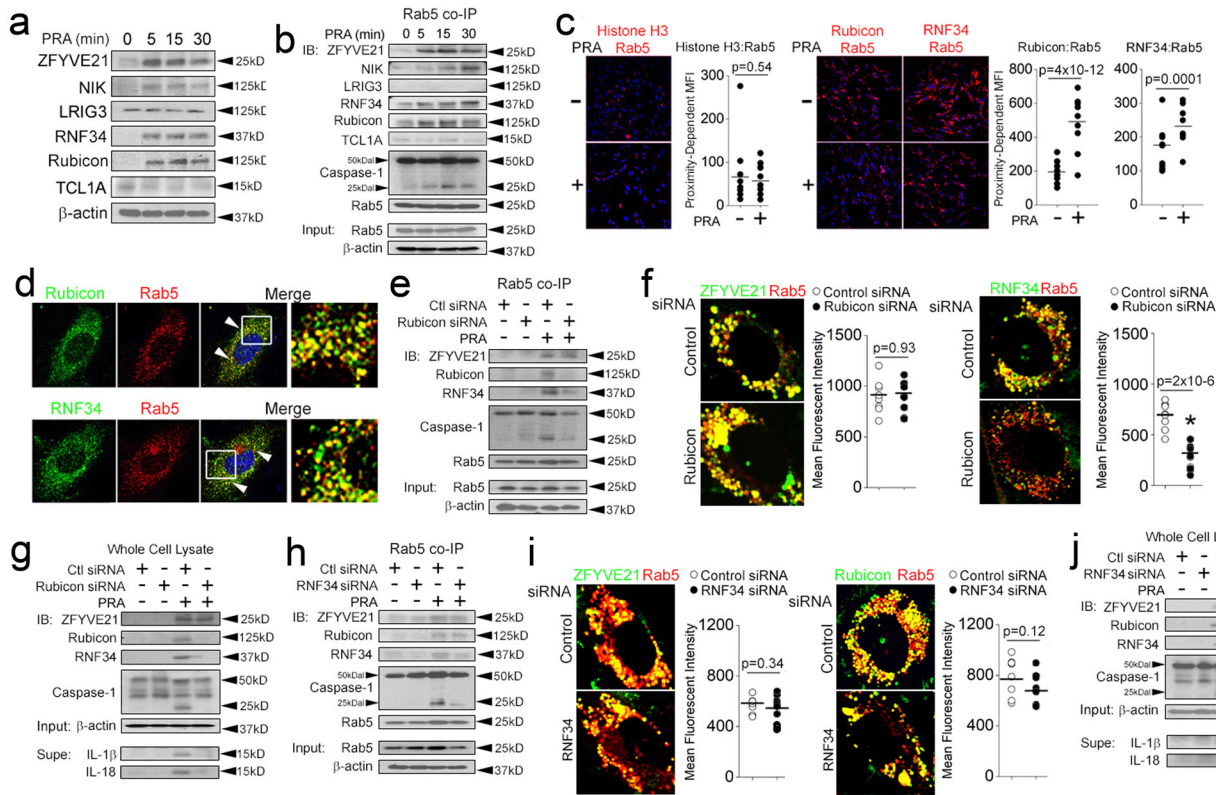 a
PRA (min) 0 5 15 30
ZFYVE21 25kD
NIK 125kD
LRIG3 125kD
RNF34 37kD
Rubicon 125kD
TCL1A 15kD
β-actin 37kD
b
Rab5 co-IP
PRA (min) 0 5 15 30
IB: ZFYVE21 25kD
NIK 125kD
LRIG3
RNF34 37kD
Rubicon 125kD
TCL1A 15kD
50kDal 50kD
Caspase-1
25kDal 25kD
Rab5 25kD
Input: Rab5 25kD
β-actin 37kD
c
Histone H3
PRA Rab5
−
+
Histone H3:Rab5
p=0.54
Proximity-Dependent MFI
300
200
100
0
− +
PRA
Rubicon RNF34
PRA Rab5 Rab5
−
+
Rubicon:Rab5
p=4x10-12
Proximity-Dependent MFI
800
600
400
200
0
− +
PRA
RNF34:Rab5
p=0.0001
400
300
200
100
0
− +
d
Rubicon Rab5 Merge
RNF34 Rab5 Merge
e
Rab5 co-IP
Ctl siRNA + − + −
Rubicon siRNA − + − +
PRA − − + +
IB: ZFYVE21 25kD
Rubicon 125kD
RNF34 37kD
50kD
Caspase-1
25kD
Rab5 25kD
Input: Rab5 25kD
β-actin 37kD
f
ZFYVE21 Rab5
siRNA
Control
Rubicon
Control siRNA
Rubicon siRNA
Mean Fluorescent Intensity
1500
1000
500
0
p=0.93
RNF34 Rab5
siRNA
Control
Rubicon
Control siRNA
Rubicon siRNA
Mean Fluorescent Intensity
1500
1000
500
0
p=2x10-6
*
g
Whole Cell Lysate
Ctl siRNA + − + −
Rubicon siRNA − + − +
PRA − − + +
IB: ZFYVE21 25kD
Rubicon 125kD
RNF34 37kD
50kD
Caspase-1
25kD
Input: β-actin 37kD
Supe: IL-1β 15kD
IL-18 15kD
h
Rab5 co-IP
Ctl siRNA + − + −
RNF34 siRNA − + − +
PRA − − + +
IB: ZFYVE21 25kD
Rubicon 125kD
RNF34 37kD
50kDal 50kD
Caspase-1
25kDal 25kD
Rab5 25kD
Input: Rab5 25kD
β-actin 37kD
i
ZFYVE21 Rab5
siRNA
Control
RNF34
Control siRNA
RNF34 siRNA
Mean Fluorescent Intensity
1200
800
400
0
p=0.34
Rubicon Rab5
siRNA
Control
RNF34
Control siRNA
RNF34 siRNA
Mean Fluorescent Intensity
1200
800
400
0
p=0.12
j
Whole Cell L
Ctl siRNA + −
RNF34 siRNA − +
PRA − −
IB: ZFYVE21
Rubicon
RNF34
50kDal
Caspase-1
25kDal
Input: β-actin
Supe: IL-1β
IL-18